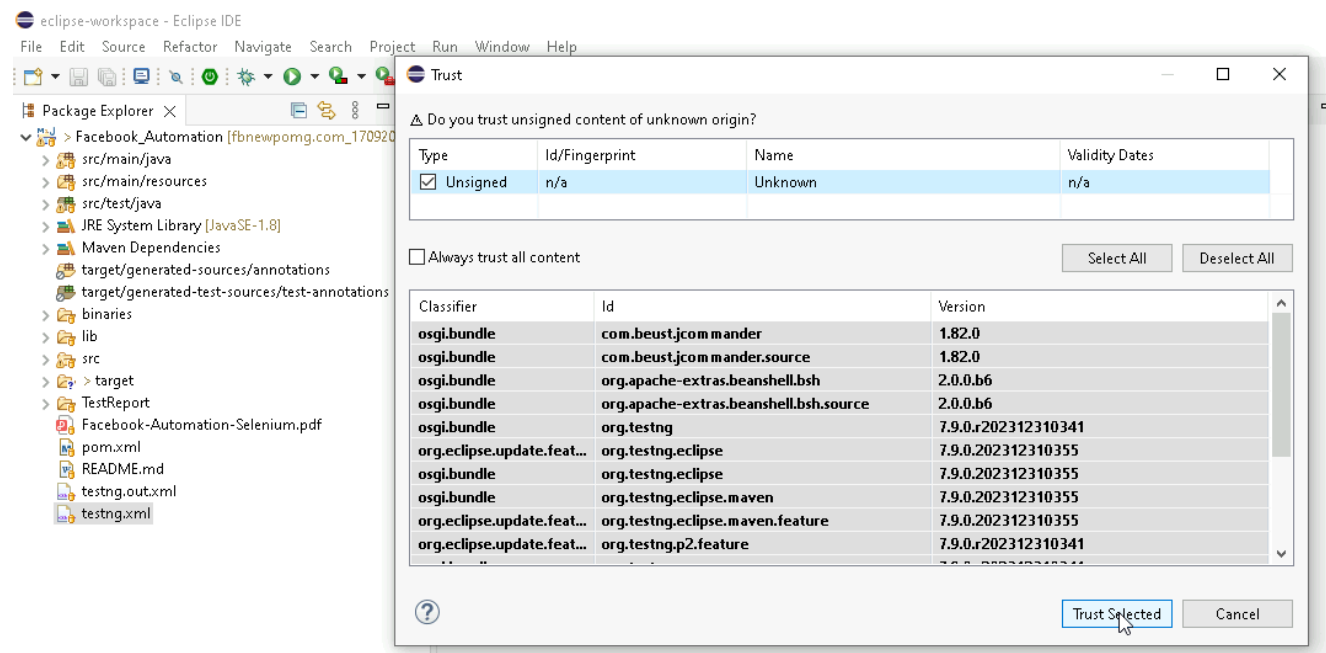 eclipse-workspace - Eclipse IDE
File Edit Source Refactor Navigate Search Project Run Window Help
Package Explorer
> Facebook_Automation [fbnewpomg.com_170920
src/main/java
src/main/resources
src/test/java
JRE System Library [JavaSE-1.8]
Maven Dependencies
target/generated-sources/annotations
target/generated-test-sources/test-annotations
binaries
lib
src
> target
TestReport
Facebook-Automation-Selenium.pdf
pom.xml
README.md
testng.out.xml
testng.xml
Trust
Do you trust unsigned content of unknown origin?
Type Id/Fingerprint Name Validity Dates
Unsigned n/a Unknown n/a
Always trust all content
Select All Deselect All
Classifier Id Version
osgi.bundle com.beust.jcommander 1.82.0
osgi.bundle com.beust.jcommander.source 1.82.0
osgi.bundle org.apache-extras.beanshell.bsh 2.0.0.b6
osgi.bundle org.apache-extras.beanshell.bsh.source 2.0.0.b6
osgi.bundle org.testng 7.9.0.r202312310341
org.eclipse.update.feat... org.testng.eclipse 7.9.0.202312310355
osgi.bundle org.testng.eclipse 7.9.0.202312310355
osgi.bundle org.testng.eclipse.maven 7.9.0.202312310355
org.eclipse.update.feat... org.testng.eclipse.maven.feature 7.9.0.202312310355
org.eclipse.update.feat... org.testng.p2.feature 7.9.0.r202312310341
Trust Selected Cancel